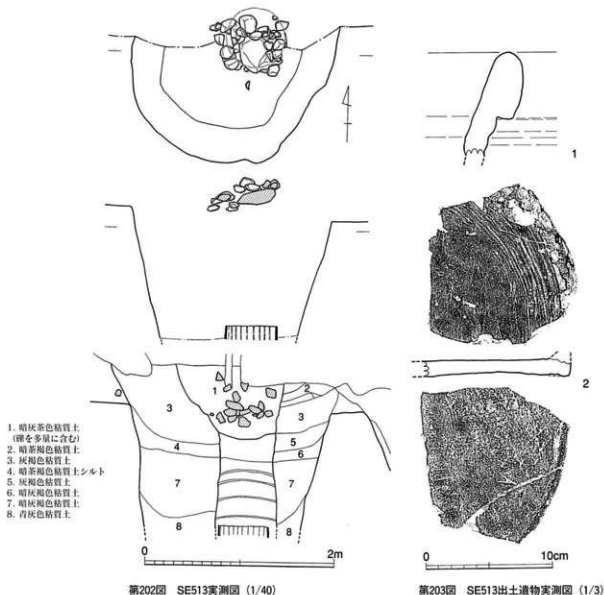 1
2
1
2
3
3
4
5
6
7
7
8
8
1. 暗灰茶色粘質土
(礫を多量に含む)
2. 暗茶褐色粘質土
3. 灰褐色粘質土
4. 暗茶褐色粘質土シルト
5. 灰褐色粘質土
6. 暗灰褐色粘質土
7. 暗灰褐色粘質土
8. 青灰色粘質土
0 2m
0 10cm
第202図 SE513実測図 (1/40)
第203図 SE513出土遺物実測図 (1/3)